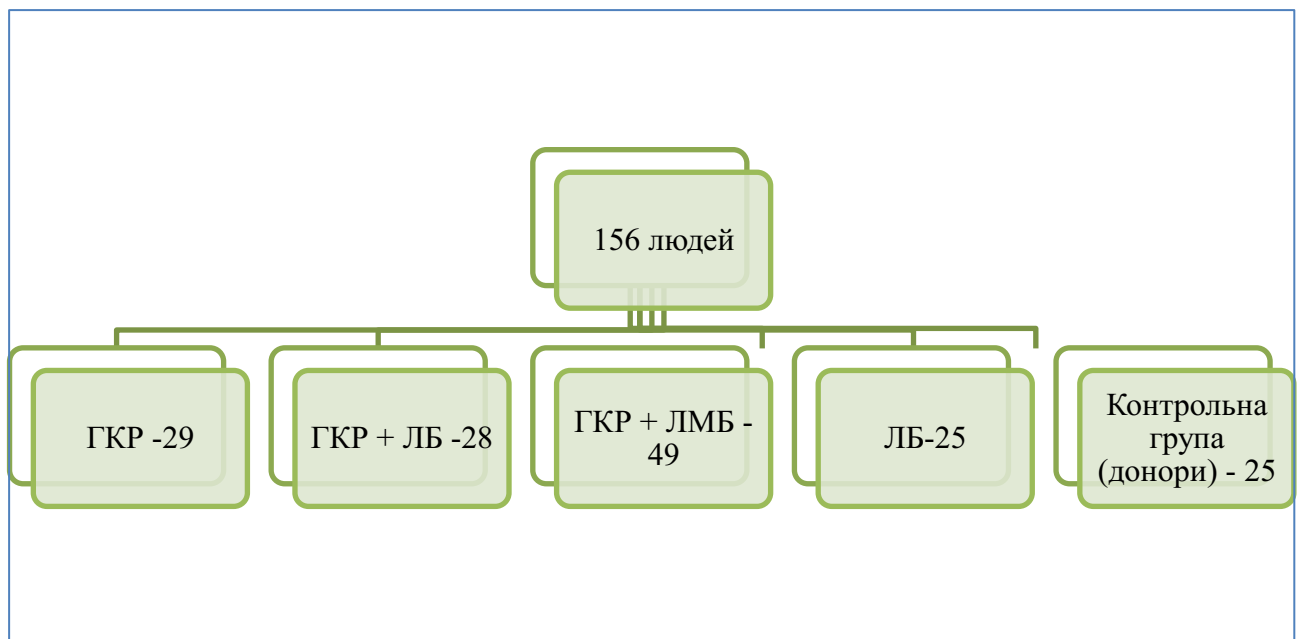 156 людей
ГКР -29
ГКР + ЛБ -28
ГКР + ЛМБ -
49
ЛБ-25
Контрольна
група
(донори) - 25